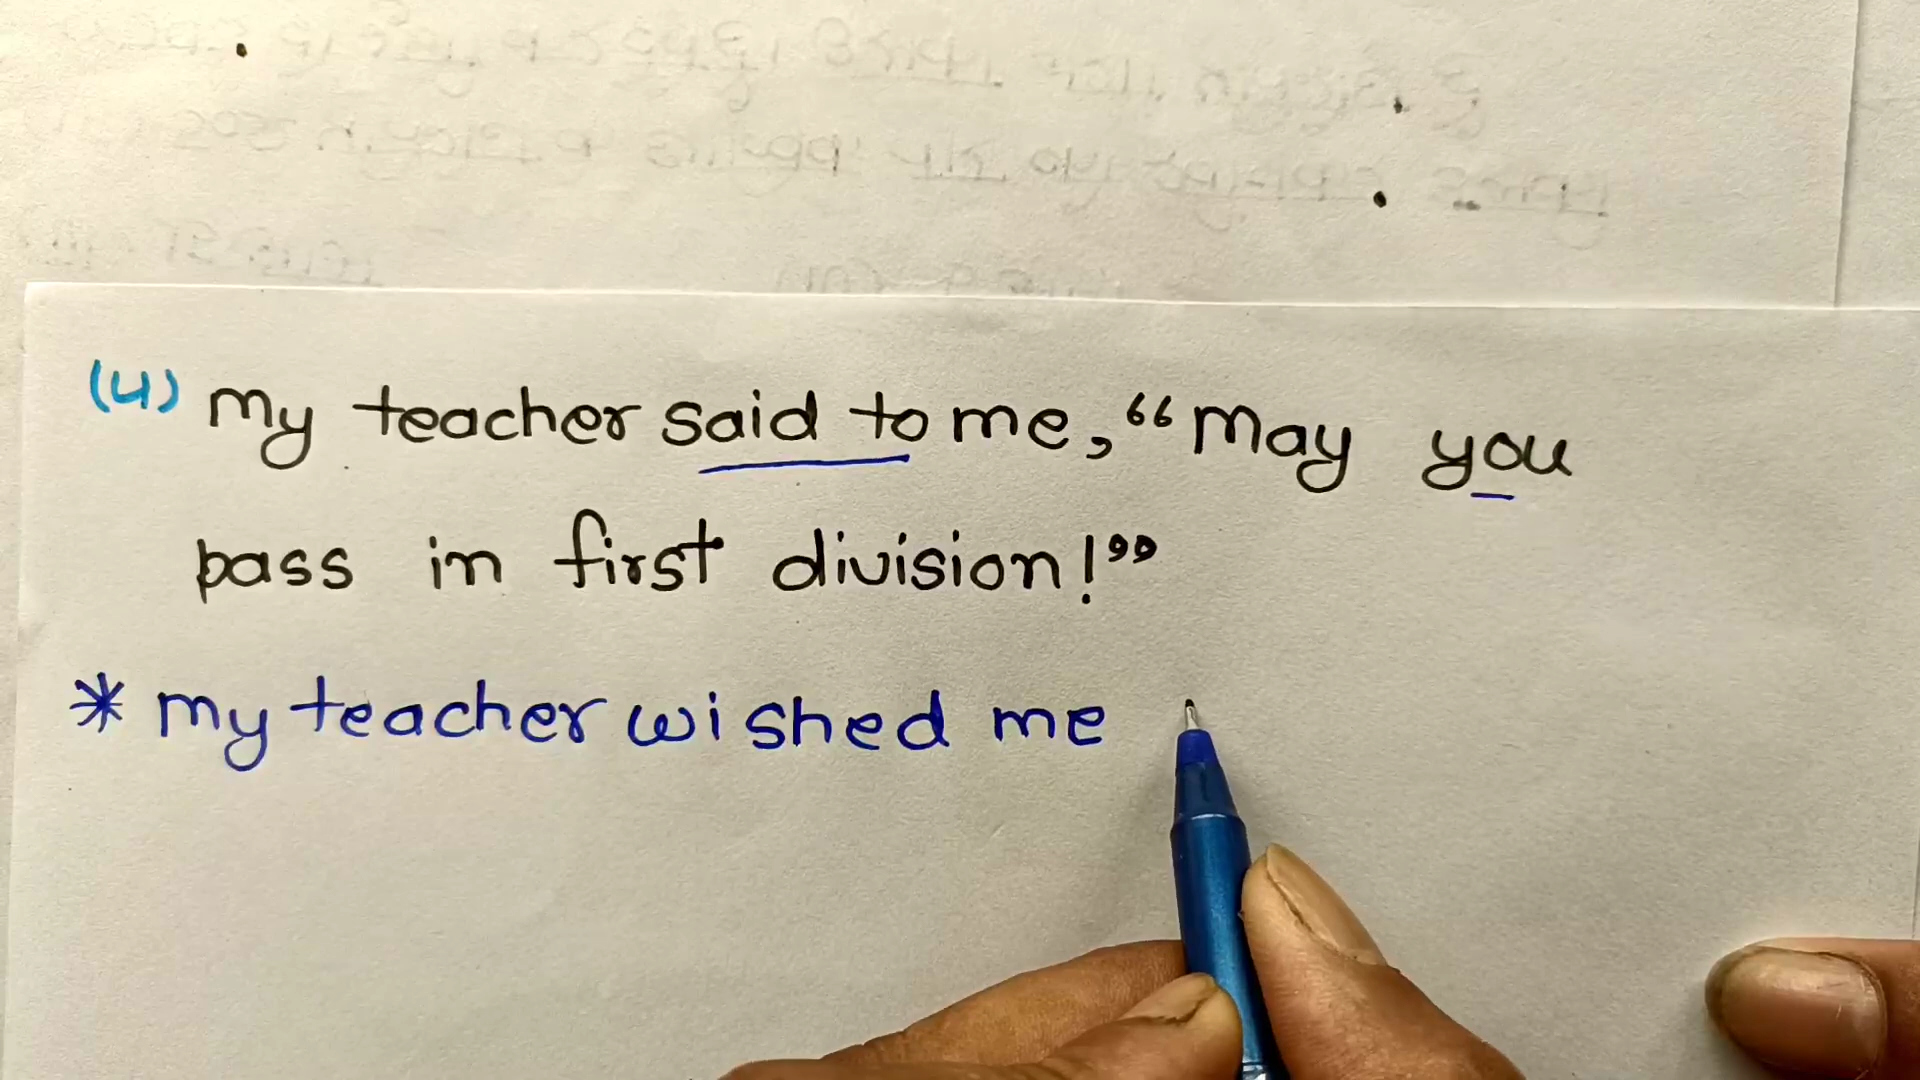 (4) My teacher said to me, “May you
pass in first division!”
* My teacher wished me